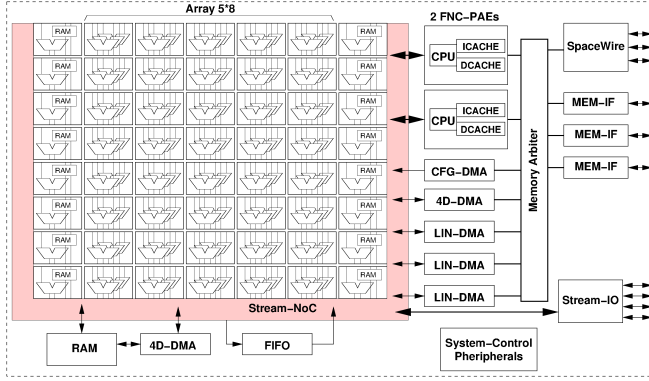 Array 5*8
2 FNC-PAEs
RAM RAM
RAM RAM
RAM RAM
RAM RAM
RAM RAM
RAM RAM
RAM RAM
RAM RAM
CPU
ICACHE
DCACHE
CPU
ICACHE
DCACHE
CFG-DMA
4D-DMA
LIN-DMA
LIN-DMA
LIN-DMA
Memory Arbiter
SpaceWire
MEM-IF
MEM-IF
MEM-IF
Stream-IO
Stream-NoC
RAM
4D-DMA
FIFO
System-Control
Pheripherals